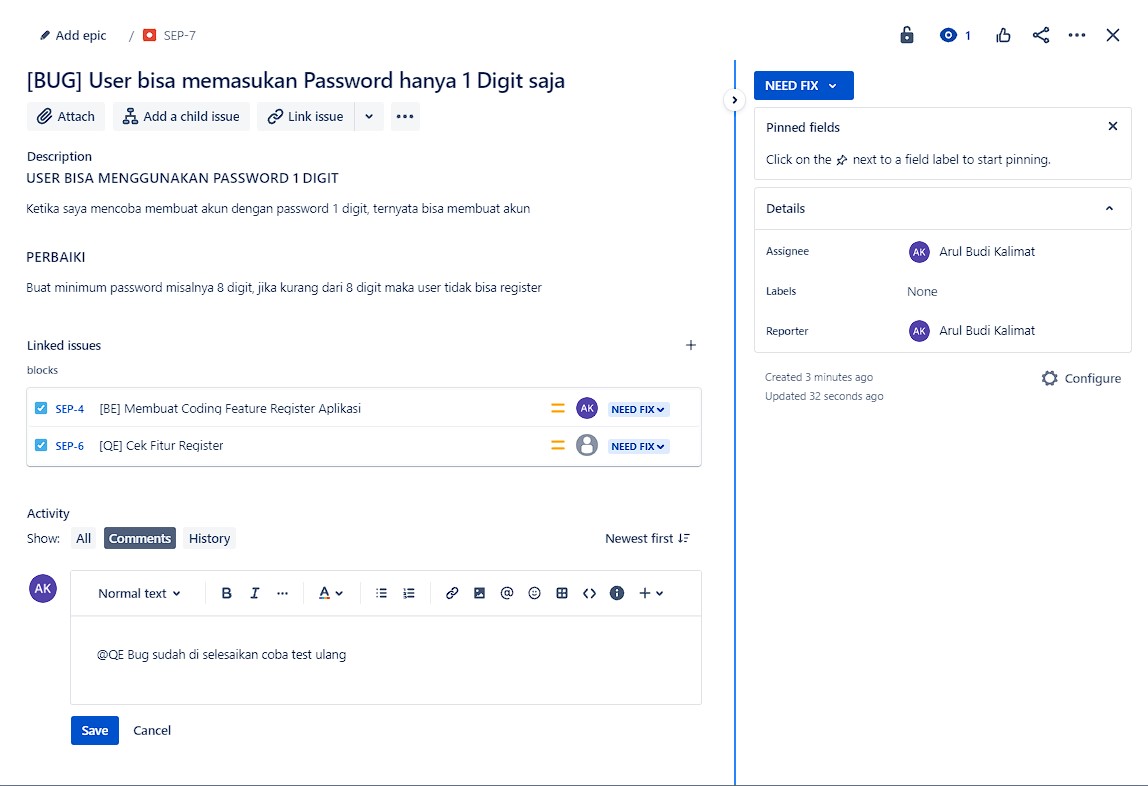 Add epic / SEP-7 1
[BUG] User bisa memasukan Password hanya 1 Digit saja
Attach Add a child issue Link issue
Description
USER BISA MENGGUNAKAN PASSWORD 1 DIGIT
Ketika saya mencoba membuat akun dengan password 1 digit, ternyata bisa membuat akun
PERBAIKI
Buat minimum password misalnya 8 digit, jika kurang dari 8 digit maka user tidak bisa register
Linked issues
blocks
SEP-4 [BE] Membuat Coding Feature Register Aplikasi AK NEED FIX
SEP-6 [QE] Cek Fitur Register NEED FIX
Activity
Show: All Comments History Newest first
AK Normal text B I A
@QE Bug sudah di selesaikan coba test ulang
Save Cancel
NEED FIX
Pinned fields
Click on the next to a field label to start pinning.
Details
Assignee AK Arul Budi Kalimat
Labels None
Reporter AK Arul Budi Kalimat
Created 3 minutes ago Configure
Updated 32 seconds ago